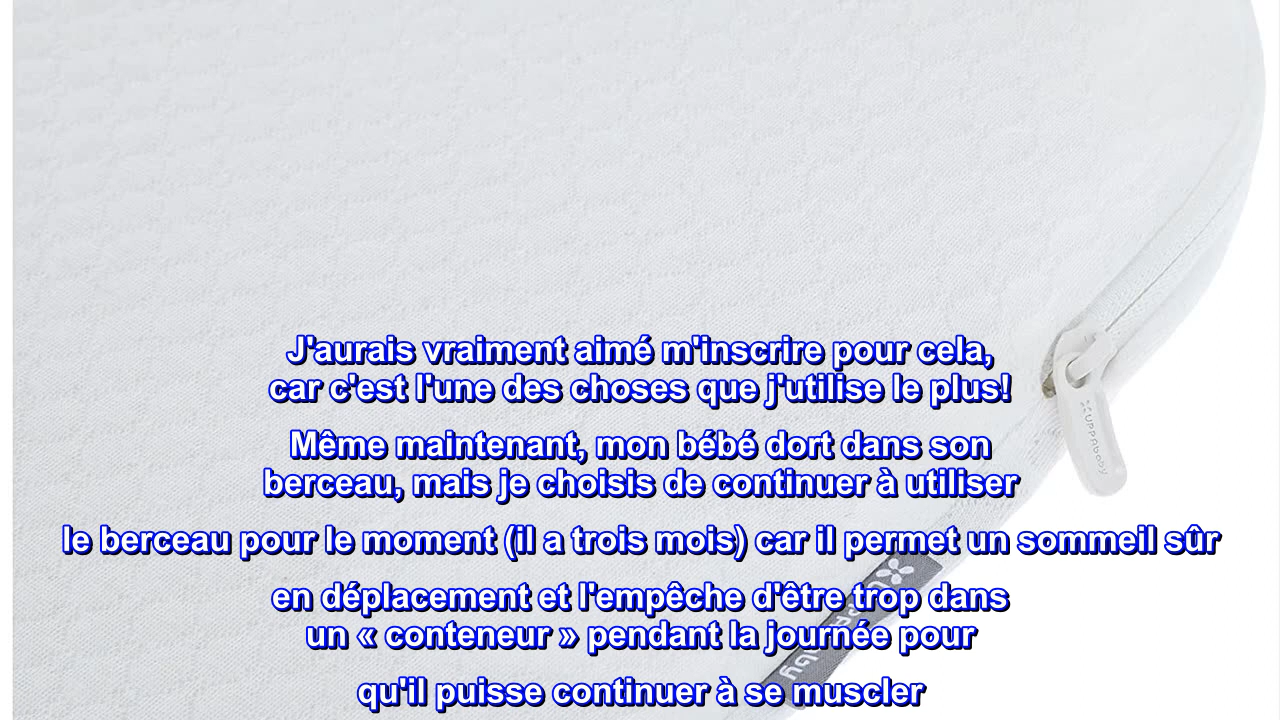 J'aurais vraiment aimé m'inscrire pour cela,
car c'est l'une des choses que j'utilise le plus!
Même maintenant, mon bébé dort dans son
berceau, mais je choisis de continuer à utiliser
le berceau pour le moment (il a trois mois) car il permet un sommeil sûr
en déplacement et l'empêche d'être trop dans
un « conteneur » pendant la journée pour
qu'il puisse continuer à se muscler
UPPAbaby